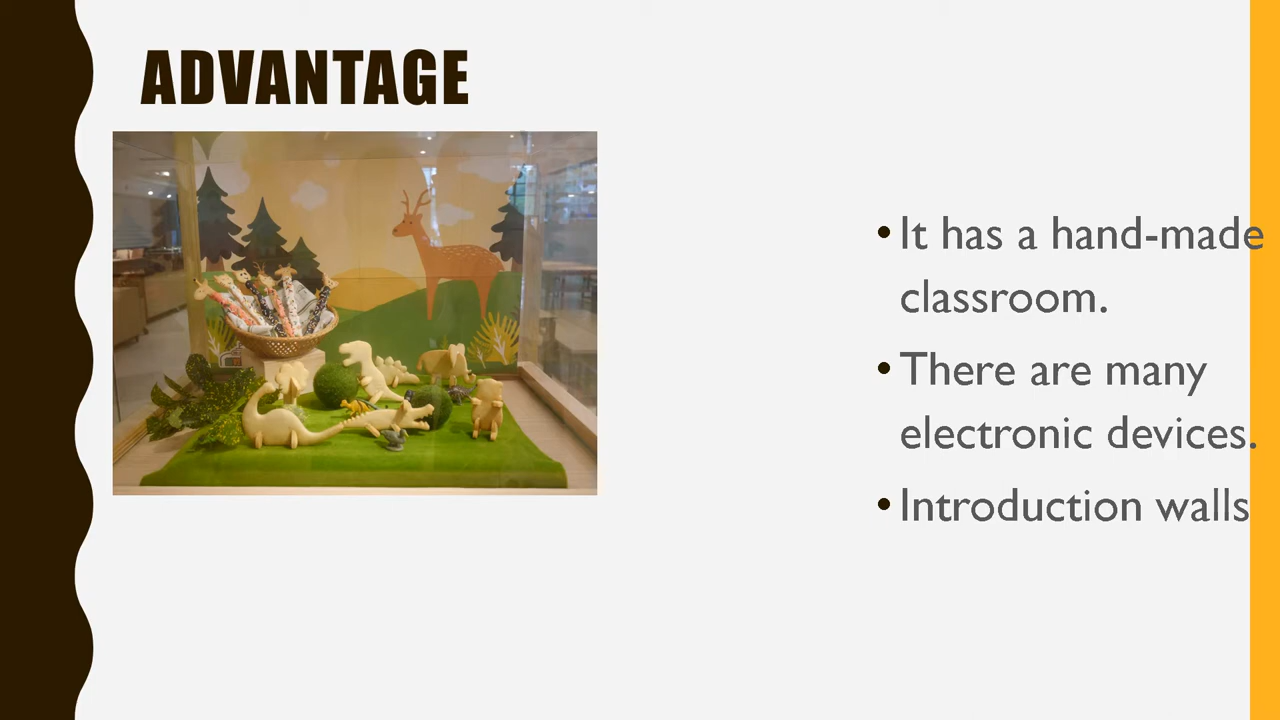 ADVANTAGE
• It has a hand-made
classroom.
• There are many
electronic devices.
• Introduction walls